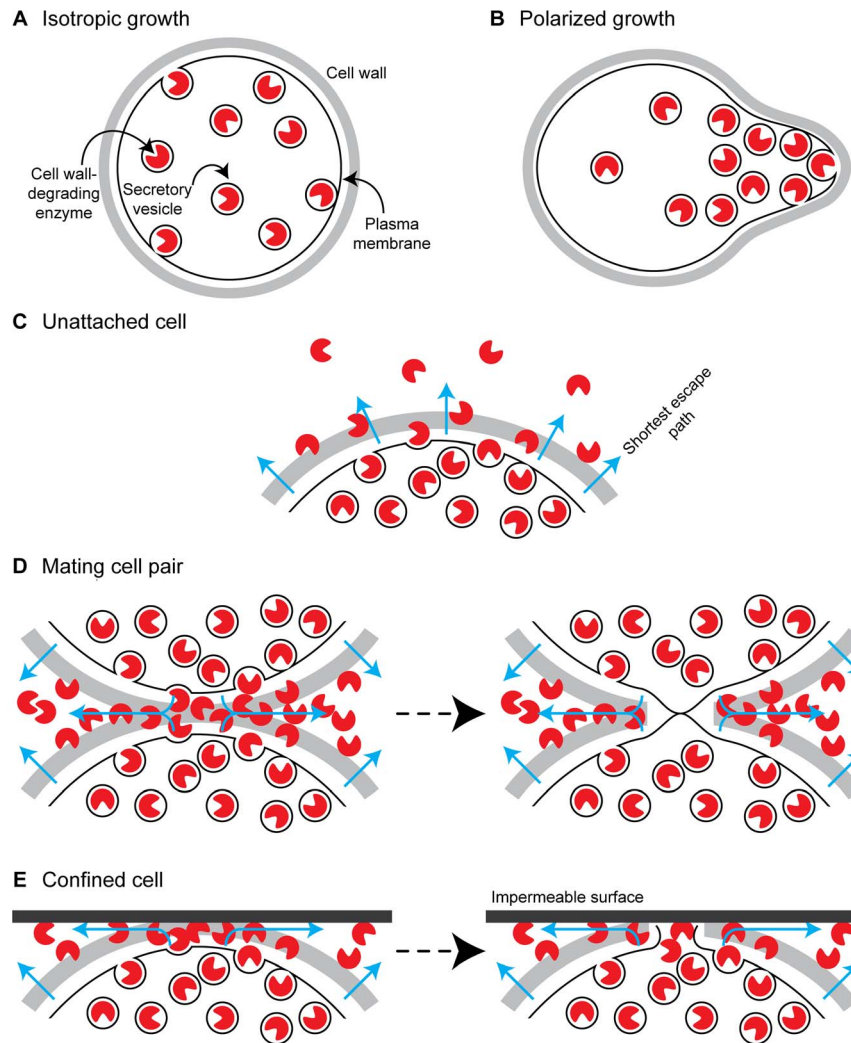 A Isotropic growth
B Polarized growth
Cell wall
Cell wall-
degrading
enzyme
Secretory
vesicle
Plasma
membrane
C Unattached cell
Shortest escape
path
D Mating cell pair
E Confined cell
Impermeable surface